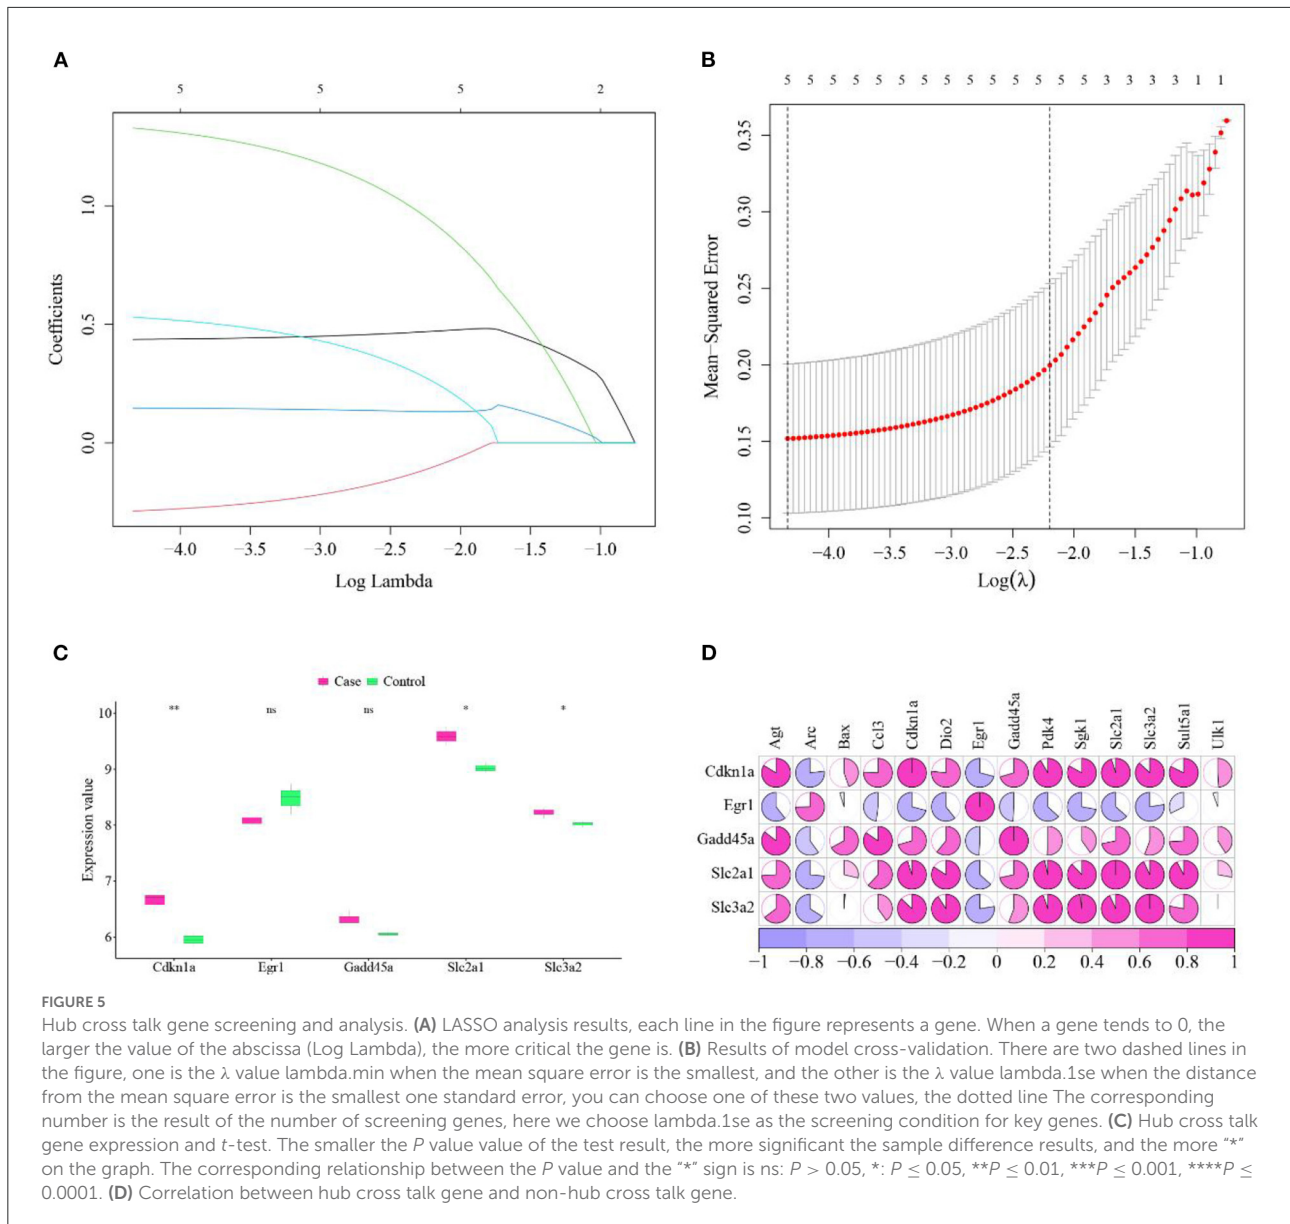 A
5 5 5 2
1.0
0.5
0.0
Coefficients
−4.0 −3.5 −3.0 −2.5 −2.0 −1.5 −1.0
Log Lambda
B
5 5 5 5 5 5 5 5 5 5 5 5 5 5 3 3 3 3 1 1
0.35
0.30
0.25
0.20
0.15
0.10
Mean−Squared Error
−4.0 −3.5 −3.0 −2.5 −2.0 −1.5 −1.0
Log(λ)
C
Case Control
** ns ns * *
10
9
8
7
6
Expression value
Cdkn1a Egr1 Gadd45a Slc2a1 Slc3a2
D
Agt Arc Bax Ccl3 Cdkn1a Dio2 Egr1 Gadd45a Pdk4 Sgk1 Slc2a1 Slc3a2 Sult5a1 Ulk1
Cdkn1a
Egr1
Gadd45a
Slc2a1
Slc3a2
−1 −0.8 −0.6 −0.4 −0.2 0 0.2 0.4 0.6 0.8 1
FIGURE 5
Hub cross talk gene screening and analysis. (A) LASSO analysis results, each line in the figure represents a gene. When a gene tends to 0, the
larger the value of the abscissa (Log Lambda), the more critical the gene is. (B) Results of model cross-validation. There are two dashed lines in
the figure, one is the λ value lambda.min when the mean square error is the smallest, and the other is the λ value lambda.1se when the distance
from the mean square error is the smallest one standard error, you can choose one of these two values, the dotted line The corresponding
number is the result of the number of screening genes, here we choose lambda.1se as the screening condition for key genes. (C) Hub cross talk
gene expression and t-test. The smaller the P value value of the test result, the more significant the sample difference results, and the more "*"
on the graph. The corresponding relationship between the P value and the "*" sign is ns: P > 0.05, *: P ≤ 0.05, **P ≤ 0.01, ***P ≤ 0.001, ****P ≤
0.0001. (D) Correlation between hub cross talk gene and non-hub cross talk gene.